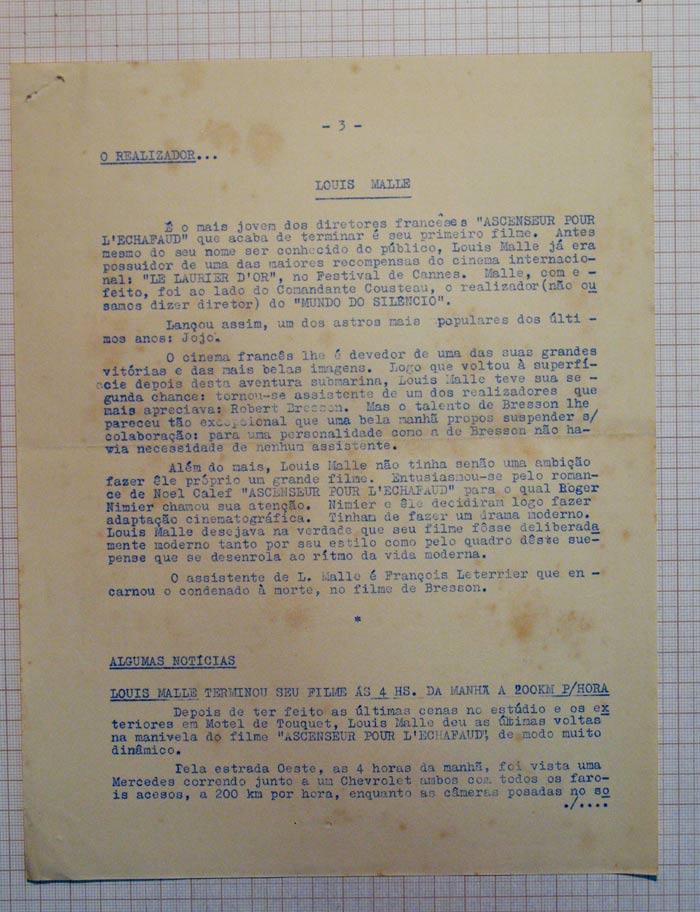 - 3 -
O REALIZADOR...
LOUIS MALLE
É o mais jovem dos diretores francêses "ASCENSEUR POUR
L'ECHAFAUD" que acaba de terminar é seu primeiro filme. Antes
mesmo do seu nome ser conhecido do público, Louis Malle já era
possuidor de uma das maiores recompensas do cinema internacio-
nal: "LE LAURIER D'OR", no Festival de Cannes. Malle, com e -
feito, foi ao lado do Comandante Cousteau, o realizador(não ou
samos dizer diretor) do "MUNDO DO SILÊNCIO".
Lançou assim, um dos astros mais populares dos últi -
mos anos: Jojo.
O cinema francês lhe é devedor de uma das suas grandes
vitórias e das mais belas imagens. Logo que voltou à superfí-
cie depois desta aventura submarina, Louis Malle teve sua se -
gunda chance: tornou-se assistente de um dos realizadores que
mais apreciava: Robert Bresson. Mas o talento de Bresson lhe
pareceu tão excepsional que uma bela manhã propos suspender s/
colaboração: para uma personalidade como a de Bresson não ha-
via necessidade de nenhum assistente.
Além do mais, Louis Malle não tinha senão uma ambição
fazer êle próprio um grande filme. Entusiasmou-se pelo roman-
ce de Noel Calef "ASCENSEUR POUR L'ECHAFAUD" para o qual Roger
Nimier chamou sua atenção. Nimier e êle decidiram logo fazer
adaptação cinematográfica. Tinham de fazer um drama moderno.
Louis Malle desejava na verdade que seu filme fôsse deliberada
mente moderno tanto por seu estilo como pelo quadro dêste sus-
pense que se desenrola ao rítmo da vida moderna.
O assistente de L. Malle é François Leterrier que en -
carnou o condenado à morte, no filme de Bresson.
*
ALGUMAS NOTÍCIAS
LOUIS MALLE TERMINOU SEU FILME ÁS 4 HS. DA MANHÃ A 200KM P/HORA
Depois de ter feito as últimas cenas no estúdio e os ex
teriores em Motel de Touquet, Louis Malle deu as últimas voltas
na manivela do filme "ASCENSEUR POUR L'ECHAFAUD", de modo muito
dinâmico.
Pela estrada Oeste, as 4 horas da manhã, foi vista uma
Mercedes correndo junto a um Chevrolet ambos com todos os faro-
is acesos, a 200 km por hora, enquanto as câmeras posadas no so
./....